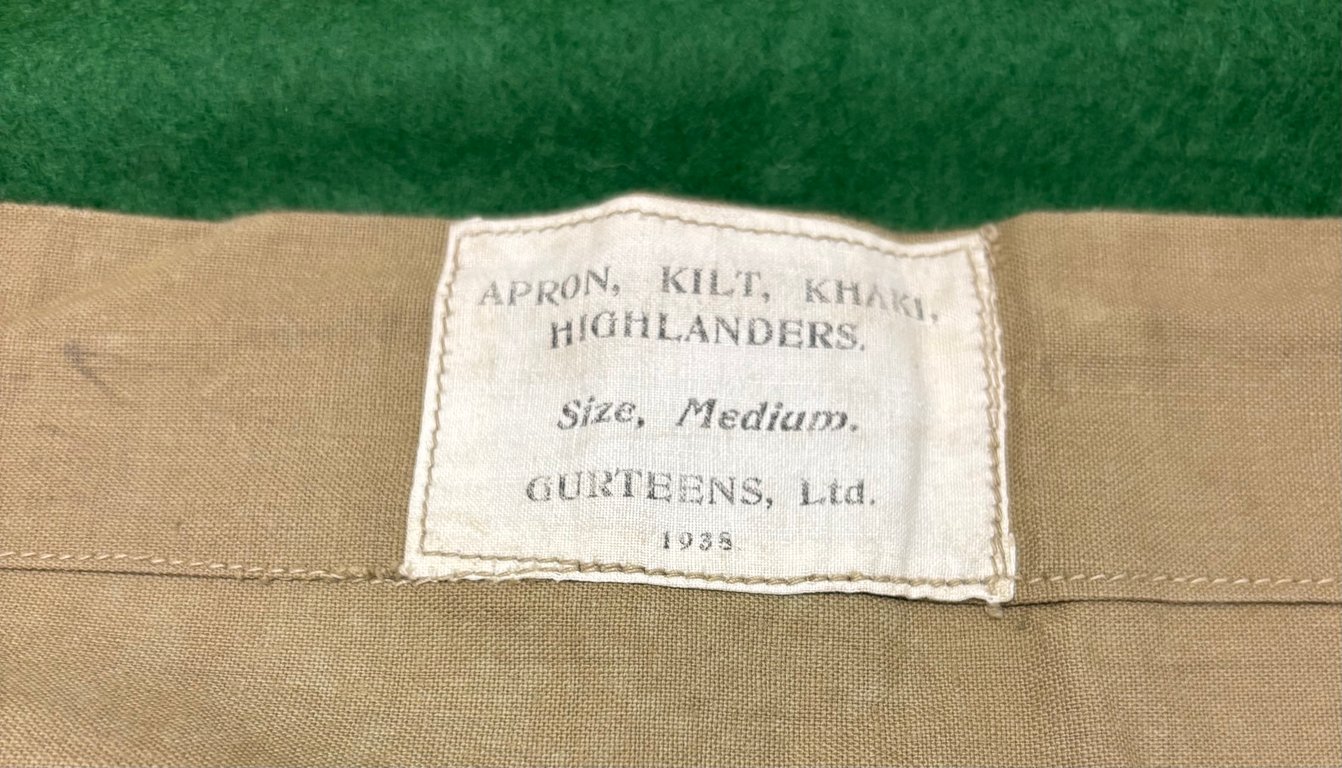 APRON, KILT, KHAKI,
HIGHLANDERS.
Size, Medium.
GURTEENS, Ltd.
1938.